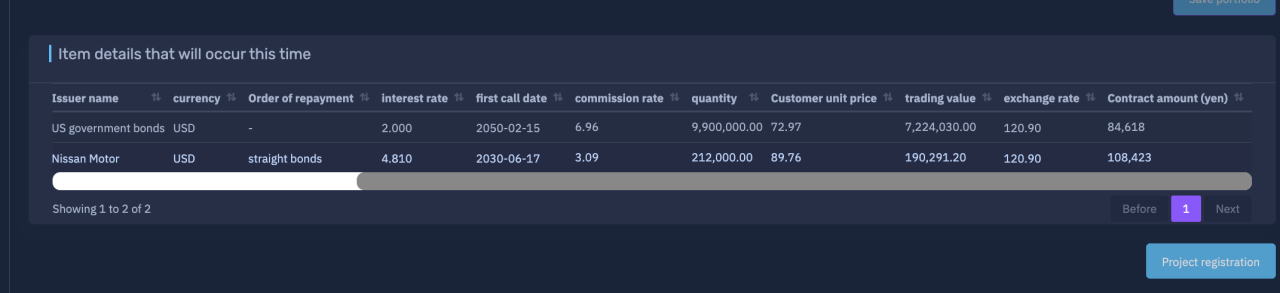 Save portfolio
Item details that will occur this time
Issuer name currency Order of repayment interest rate first call date commission rate quantity Customer unit price trading value exchange rate Contract amount (yen)
US government bonds USD - 2.000 2050-02-15 6.96 9,900,000.00 72.97 7,224,030.00 120.90 84,618
Nissan Motor USD straight bonds 4.810 2030-06-17 3.09 212,000.00 89.76 190,291.20 120.90 108,423
Showing 1 to 2 of 2
Before 1 Next
Project registration